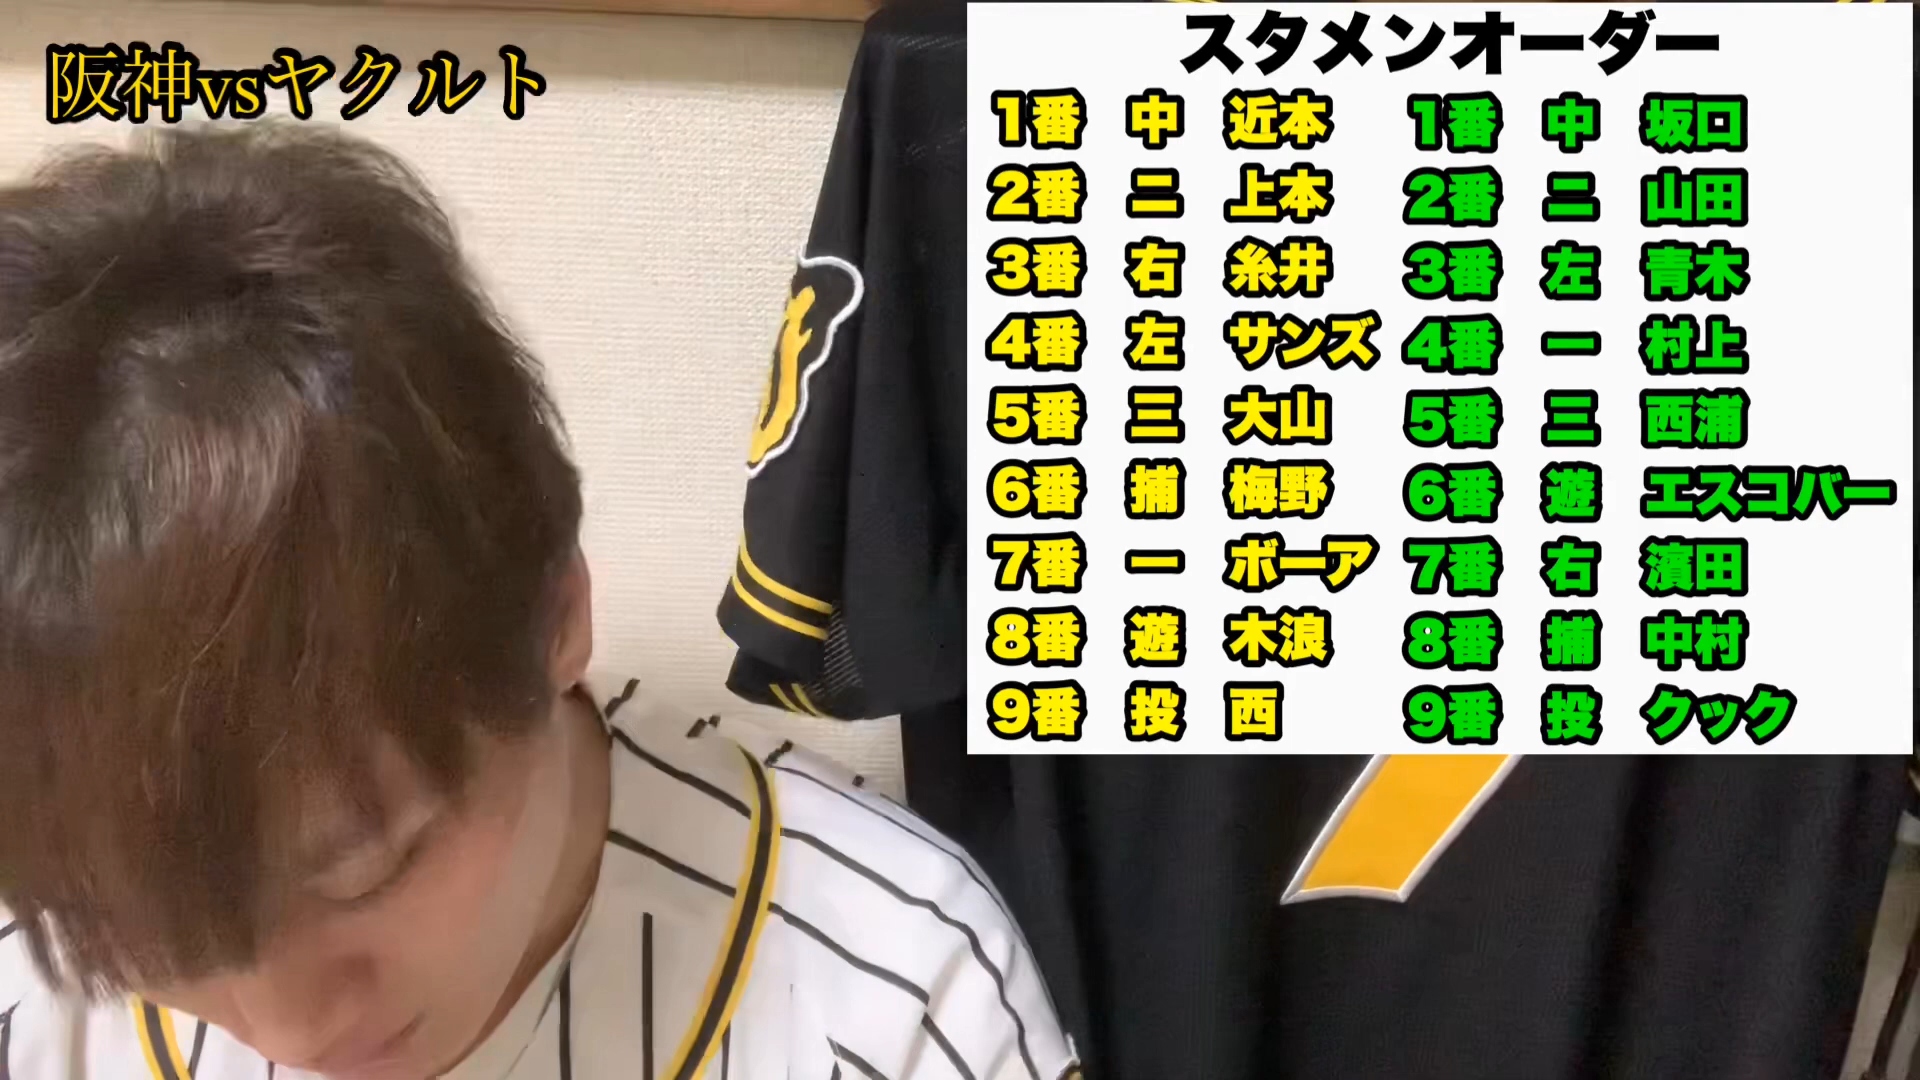 阪神vsヤクルト
スタメンオーダー
1番 中 近本
2番 二 上本
3番 右 糸井
4番 左 サンズ
5番 三 大山
6番 捕 梅野
7番 一 ボーア
8番 遊 木浪
9番 投 西
1番 中 坂口
2番 二 山田
3番 左 青木
4番 一 村上
5番 三 西浦
6番 遊 エスコバー
7番 右 濱田
8番 捕 中村
9番 投 クック